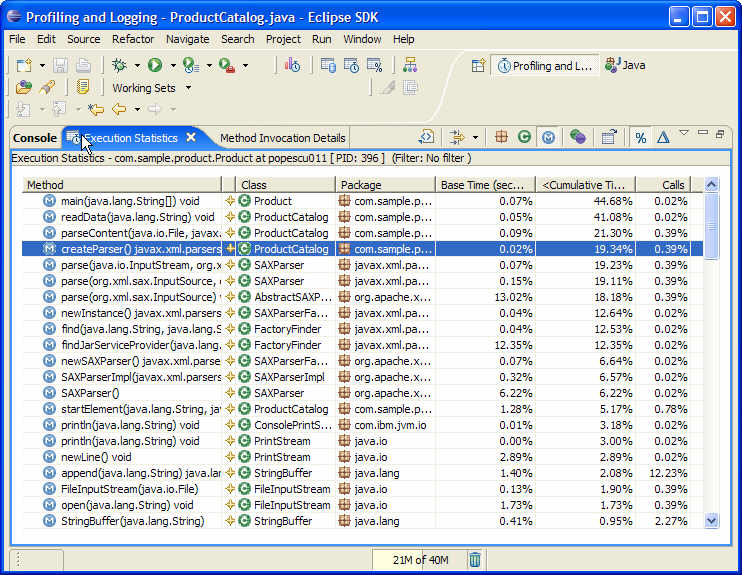 Profiling and Logging - ProductCatalog.java - Eclipse SDK
File Edit Source Refactor Navigate Search Project Run Window Help
Profiling and L... Java
Working Sets
Console Execution Statistics Method Invocation Details
%
Execution Statistics - com.sample.product.Product at popescu011 [ PID: 396 ] (Filter: No filter )
Method Class Package Base Time (sec... <Cumulative Ti... Calls
main(java.lang.String[]) void Product com.sample.p... 0.07% 44.68% 0.02%
readData(java.lang.String) void ProductCatalog com.sample.p... 0.05% 41.08% 0.02%
parseContent(java.io.File, javax. ProductCatalog com.sample.p... 0.09% 21.30% 0.39%
createParser() javax.xml.parsers ProductCatalog com.sample.p... 0.02% 19.34% 0.39%
parse(java.io.InputStream, org.x SAXParser javax.xml.pa... 0.07% 19.23% 0.39%
parse(org.xml.sax.InputSource, SAXParser javax.xml.pa... 0.15% 19.11% 0.39%
parse(org.xml.sax.InputSource) AbstractSAXP... org.apache.x... 13.02% 18.18% 0.39%
newInstance() javax.xml.parsers SAXParserFa... javax.xml.pa... 0.04% 12.64% 0.02%
find(java.lang.String, java.lang.S FactoryFinder javax.xml.pa... 0.04% 12.53% 0.02%
findJarServiceProvider(java.lang. FactoryFinder javax.xml.pa... 12.35% 12.35% 0.02%
newSAXParser() javax.xml.parse SAXParserFa... org.apache.x... 0.07% 6.64% 0.02%
SAXParserImpl(javax.xml.parsers SAXParserImpl org.apache.x... 0.32% 6.57% 0.02%
SAXParser() SAXParser org.apache.x... 6.22% 6.22% 0.02%
startElement(java.lang.String, jav ProductCatalog com.sample.p... 1.28% 5.17% 0.78%
println(java.lang.String) void ConsolePrintS... com.ibm.jvm.io 0.01% 3.18% 0.02%
println(java.lang.String) void PrintStream java.io 0.00% 3.00% 0.02%
newLine() void PrintStream java.io 2.89% 2.89% 0.02%
append(java.lang.String) java.lan StringBuffer java.lang 1.40% 2.08% 12.23%
FileInputStream(java.io.File) FileInputStream java.io 0.13% 1.90% 0.39%
open(java.lang.String) void FileInputStream java.io 1.73% 1.73% 0.39%
StringBuffer(java.lang.String) StringBuffer java.lang 0.41% 0.95% 2.27%
21M of 40M